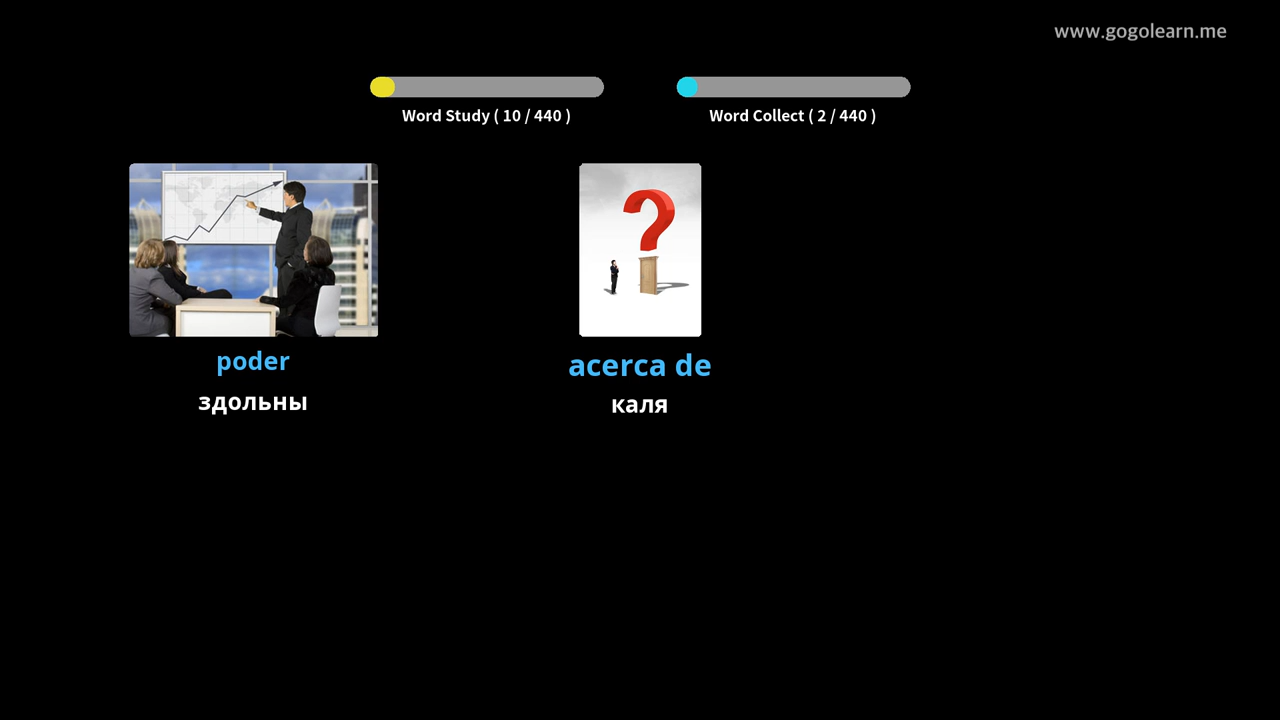 www.gogolearn.me
Word Study ( 10 / 440 )
Word Collect ( 2 / 440 )
poder
здольны
acerca de
каля